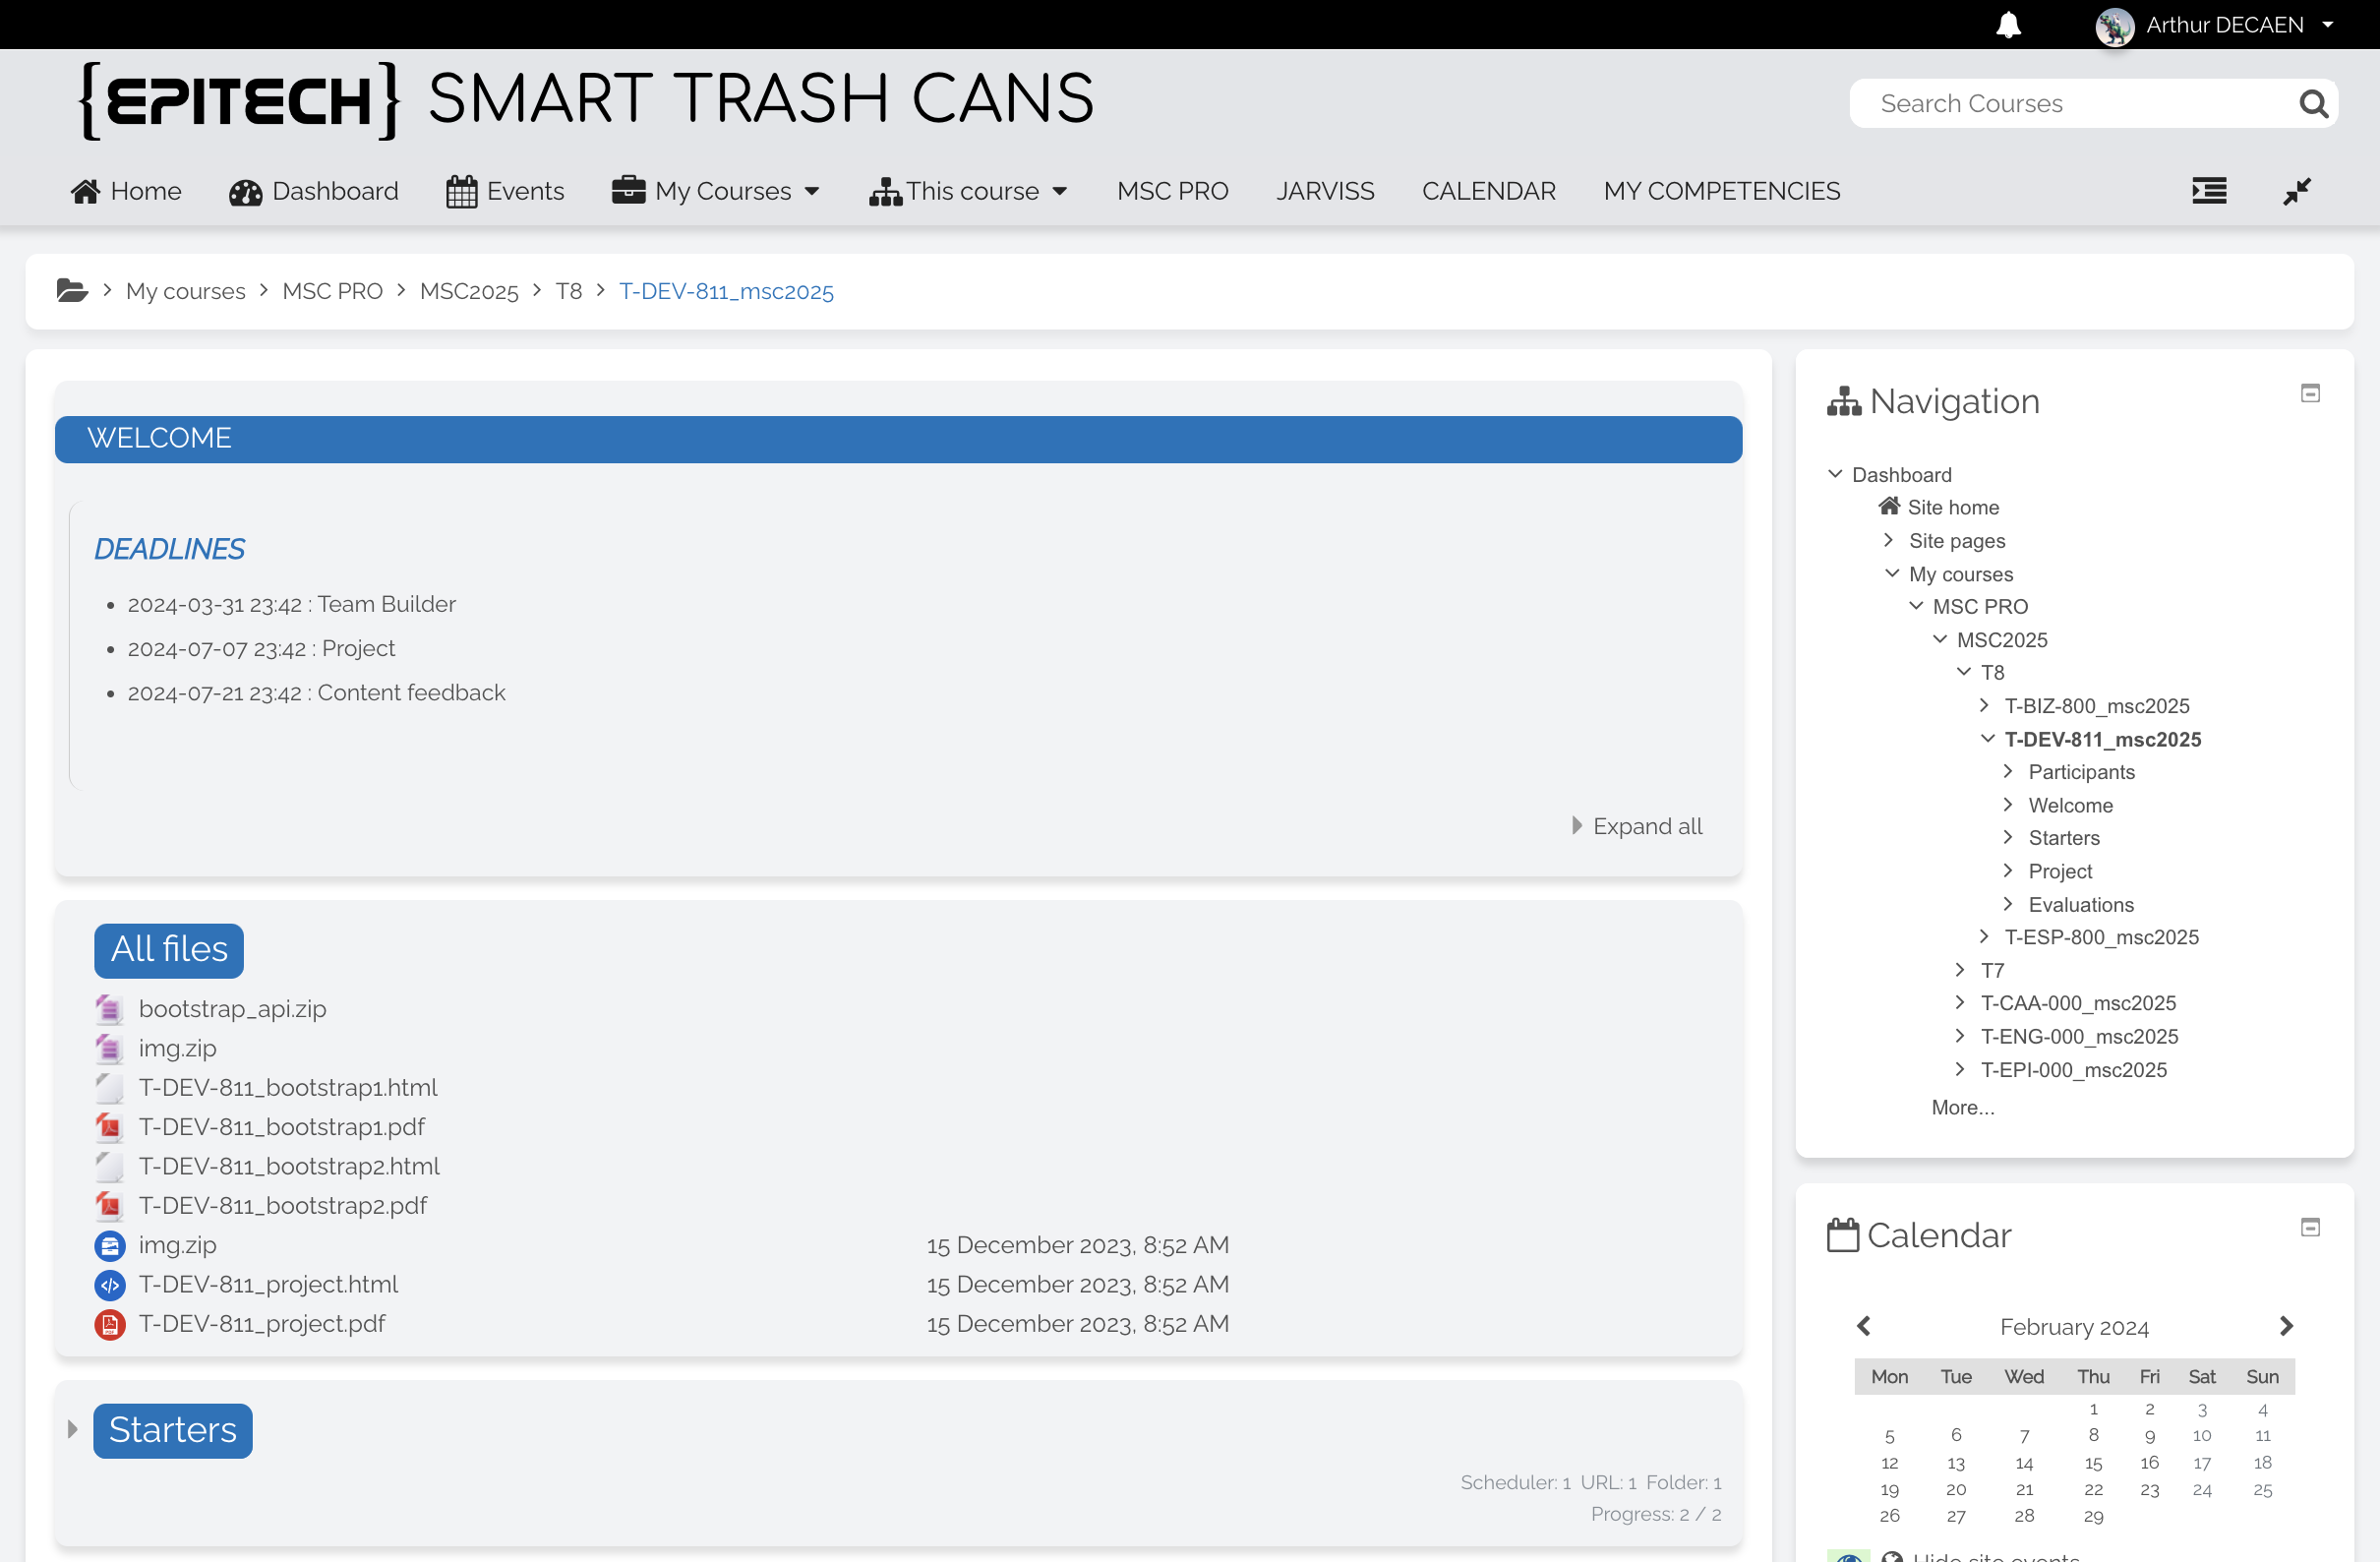 Arthur DECAEN
{EPITECH} SMART TRASH CANS
Search Courses
Home Dashboard Events My Courses This course MSC PRO JARVISS CALENDAR MY COMPETENCIES
My courses MSC PRO MSC2025 T8 T-DEV-811_msc2025
WELCOME
DEADLINES
2024-03-31 23:42 : Team Builder
2024-07-07 23:42 : Project
2024-07-21 23:42 : Content feedback
Expand all
All files
bootstrap_api.zip
img.zip
T-DEV-811_bootstrap1.html
T-DEV-811_bootstrap1.pdf
T-DEV-811_bootstrap2.html
T-DEV-811_bootstrap2.pdf
img.zip 15 December 2023, 8:52 AM
T-DEV-811_project.html 15 December 2023, 8:52 AM
T-DEV-811_project.pdf 15 December 2023, 8:52 AM
Starters
Scheduler: 1 URL: 1 Folder: 1
Progress: 2 / 2
Navigation
Dashboard
Site home
Site pages
My courses
MSC PRO
MSC2025
T8
T-BIZ-800_msc2025
T-DEV-811_msc2025
Participants
Welcome
Starters
Project
Evaluations
T-ESP-800_msc2025
T7
T-CAA-000_msc2025
T-ENG-000_msc2025
T-EPI-000_msc2025
More...
Calendar
February 2024
Mon Tue Wed Thu Fri Sat Sun
1 2 3 4
5 6 7 8 9 10 11
12 13 14 15 16 17 18
19 20 21 22 23 24 25
26 27 28 29
Hide site events